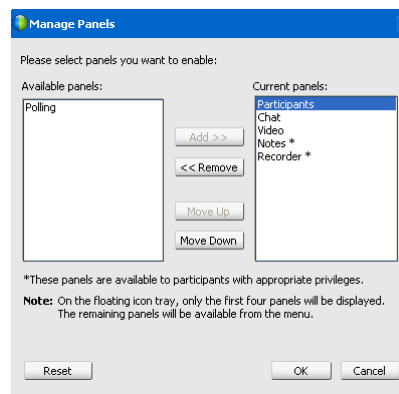 Manage Panels
Please select panels you want to enable:
Available panels:
Current panels:
Polling
Participants
Chat
Video
Notes *
Recorder *
Add >>
<< Remove
Move Up
Move Down
*These panels are available to participants with appropriate privileges.
Note: On the floating icon tray, only the first four panels will be displayed.
The remaining panels will be available from the menu.
Reset
OK
Cancel